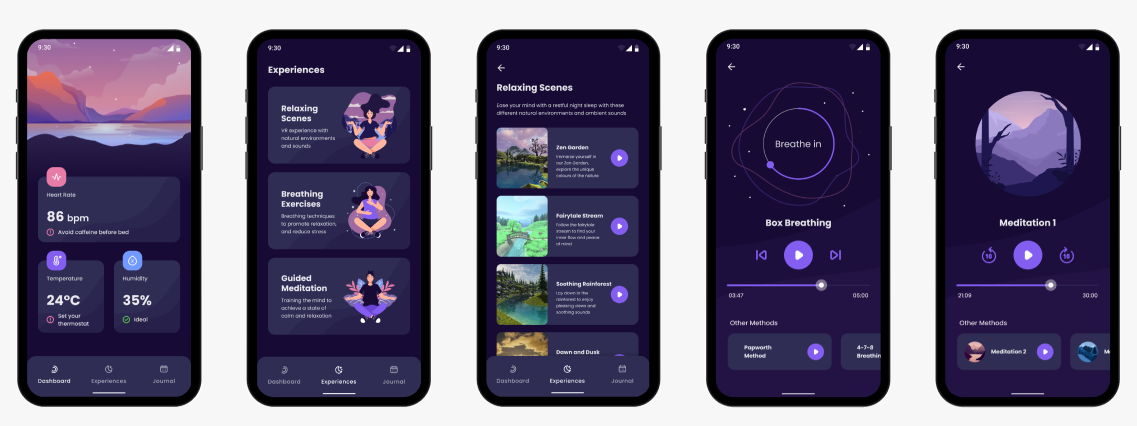 9:30
Heart Rate
86 bpm
Avoid caffeine before bed
Temperature
24°C
Set your
thermostat
Humidity
35%
Ideal
Dashboard
Experiences
Journal
9:30
Experiences
Relaxing
Scenes
VR experience with
natural environments
and sounds
Breathing
Exercises
Breathing techniques
to promote relaxation,
and reduce stress
Guided
Meditation
Training the mind to
achieve a state of
calm and relaxation
Dashboard
Experiences
Journal
9:30
Relaxing Scenes
Ease your mind with a restful night sleep with these
different natural environments and ambient sounds
Zen Garden
Immerse yourself in
our Zen Garden,
explore the unique
colours of the nature
Fairytale Stream
Follow the fairytale
stream to find your
inner flow and peace
of mind
Soothing Rainforest
Lay down in the
rainforest to enjoy
pleasing views and
soothing sounds
Dawn and Dusk
Dashboard
Experiences
Journal
9:30
Breathe in
Box Breathing
03:47
05:00
Other Methods
Papworth
Method
4-7-8
Breathin
9:30
Meditation 1
10
10
21:09
30:00
Other Methods
Meditation 2